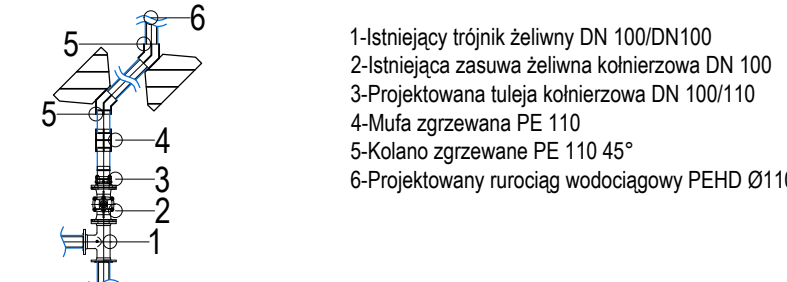 6
5
5
4
3
2
1
1-Istniejący trójnik żeliwny DN 100/DN100
2-Istniejąca zasuwa żeliwna kołnierzowa DN 100
3-Projektowana tuleja kołnierzowa DN 100/110
4-Mufa zgrzewana PE 110
5-Kolano zgrzewane PE 110 45°
6-Projektowany rurociąg wodociągowy PEHD Ø110